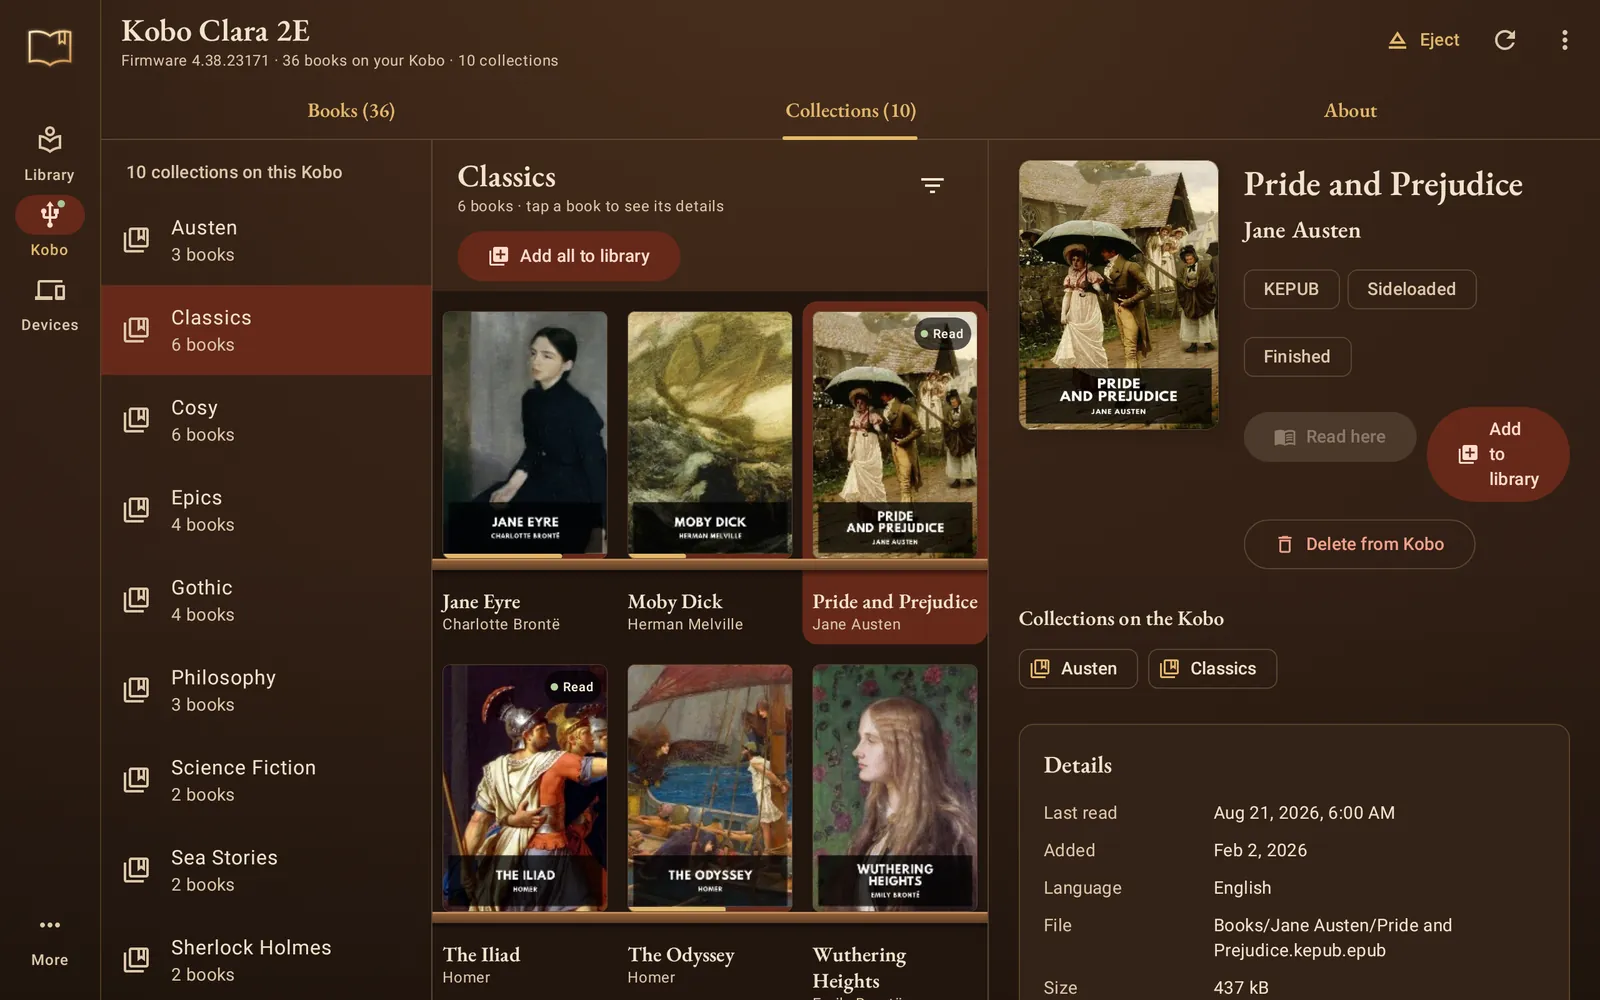 Kobo Clara 2E
Firmware 4.38.23171 · 36 books on your Kobo · 10 collections
Eject
Library
Kobo
Devices
More
Books (36)
Collections (10)
About
10 collections on this Kobo
Austen
3 books
Classics
6 books
Cosy
6 books
Epics
4 books
Gothic
4 books
Philosophy
3 books
Science Fiction
2 books
Sea Stories
2 books
Sherlock Holmes
2 books
Classics
6 books · tap a book to see its details
Add all to library
JANE EYRE
CHARLOTTE BRONTË
MOBY DICK
HERMAN MELVILLE
Read
PRIDE
AND PREJUDICE
JANE AUSTEN
Jane Eyre
Charlotte Brontë
Moby Dick
Herman Melville
Pride and Prejudice
Jane Austen
Read
THE ILIAD
HOMER
THE ODYSSEY
HOMER
WUTHERING
HEIGHTS
EMILY BRONTË
The Iliad
Homer
The Odyssey
Homer
Wuthering
Heights
PRIDE
AND PREJUDICE
JANE AUSTEN
Pride and Prejudice
Jane Austen
KEPUB
Sideloaded
Finished
Read here
Add
to
library
Delete from Kobo
Collections on the Kobo
Austen
Classics
Details
Last read
Aug 21, 2026, 6:00 AM
Added
Feb 2, 2026
Language
English
File
Books/Jane Austen/Pride and
Prejudice.kepub.epub
Size
437 kB